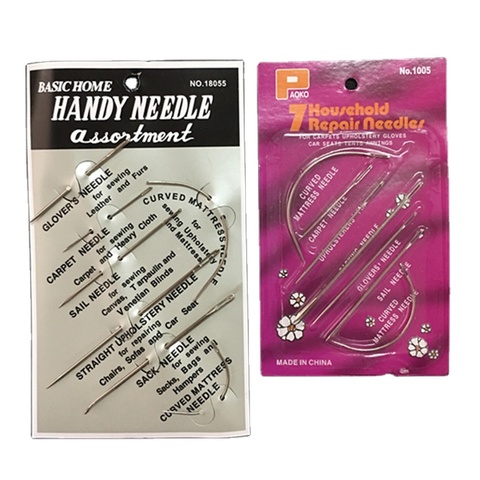 BASIC HOME
NO.18055
HANDY NEEDLE
assortment
GLOVER'S NEEDLE
for sewing
Leather and Furs
CURVED MATTRESS NEEDLE
for
sewing Upholstery
and Mattress
CARPET NEEDLE
for sewing
Carpet and Heavy Cloth
SAIL NEEDLE
for sewing
Canvas, Tarpaulin and
Venetian Blinds
STRAIGHT UPHOLSTERY NEEDLE
for repairing
Chairs, Sofas and Car Seat
SACK NEEDLE
for sewing
Sacks, Bags and
Hampers
CURVED MATTRESS
NEEDLE
PAOKO
No.1005
7 Household
Repair Needles
FOR CARPETS UPHOLSTERY GLOVES
CAR SEATS TENTS AWNINGS
CURVED
MATTRESS NEEDLE
CARPET NEEDLE
NEEDLE
GLOVERS' NEEDLE
SAIL NEEDLE
CURVED
MATTRESS NEEDLE
MADE IN CHINA